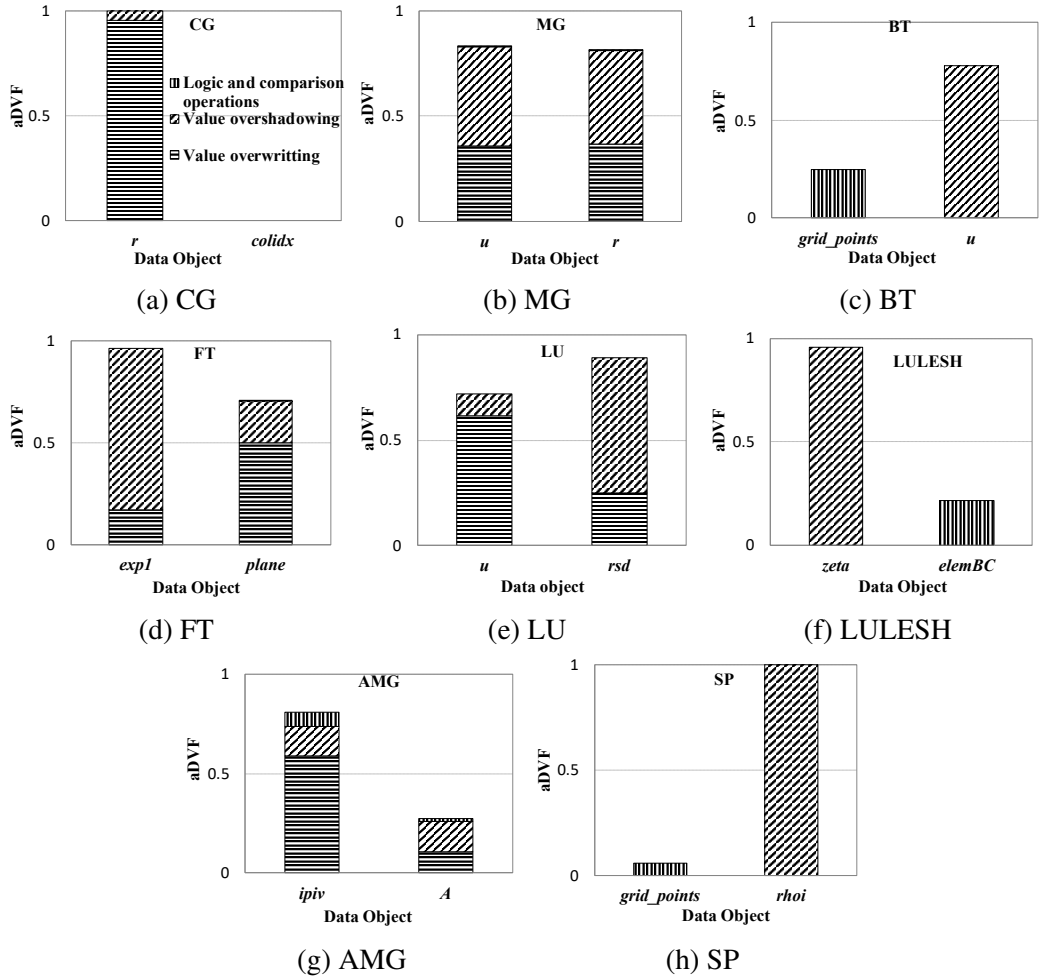 CG
1
0.5
0
aDVF
Logic and comparison
operations
Value overshadowing
Value overwritting
r colidx
Data Object
(a) CG
MG
1
0.5
0
aDVF
u r
Data Object
(b) MG
BT
1
0.5
0
aDVF
grid_points u
Data Object
(c) BT
FT
1
0.5
0
aDVF
exp1 plane
Data Object
(d) FT
LU
1
0.5
0
aDVF
u rsd
Data object
(e) LU
LULESH
1
0.5
0
aDVF
zeta elemBC
Data Object
(f) LULESH
AMG
1
0.5
0
aDVF
ipiv A
Data Object
(g) AMG
SP
1
0.5
0
aDVF
grid_points rhoi
Data Object
(h) SP